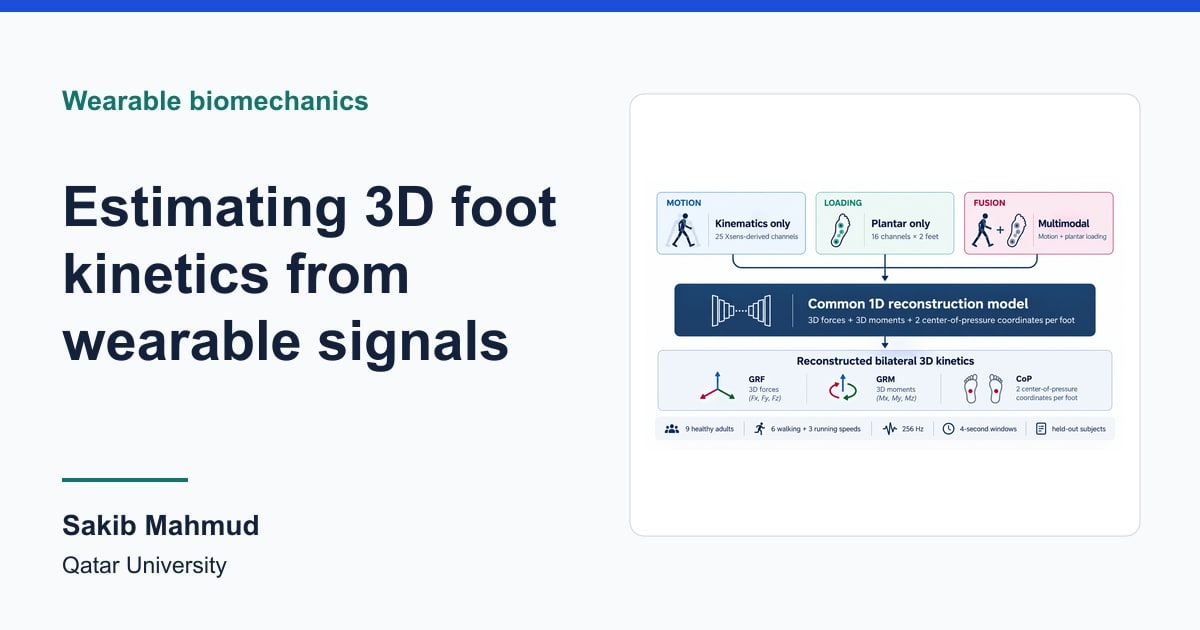 Wearable biomechanics
Estimating 3D foot
kinetics from
wearable signals
Sakib Mahmud
Qatar University
MOTION
Kinematics only
25 Xsens-derived channels
LOADING
Plantar only
16 channels × 2 feet
FUSION
+
Multimodal
Motion + plantar loading
Common 1D reconstruction model
3D forces + 3D moments + 2 center-of-pressure coordinates per foot
Reconstructed bilateral 3D kinetics
GRF
3D forces
(Fx, Fy, Fz)
GRM
3D moments
(Mx, My, Mz)
CoP
2 center-of-pressure
coordinates per foot
9 healthy adults
6 walking + 3 running speeds
256 Hz
4-second windows
held-out subjects